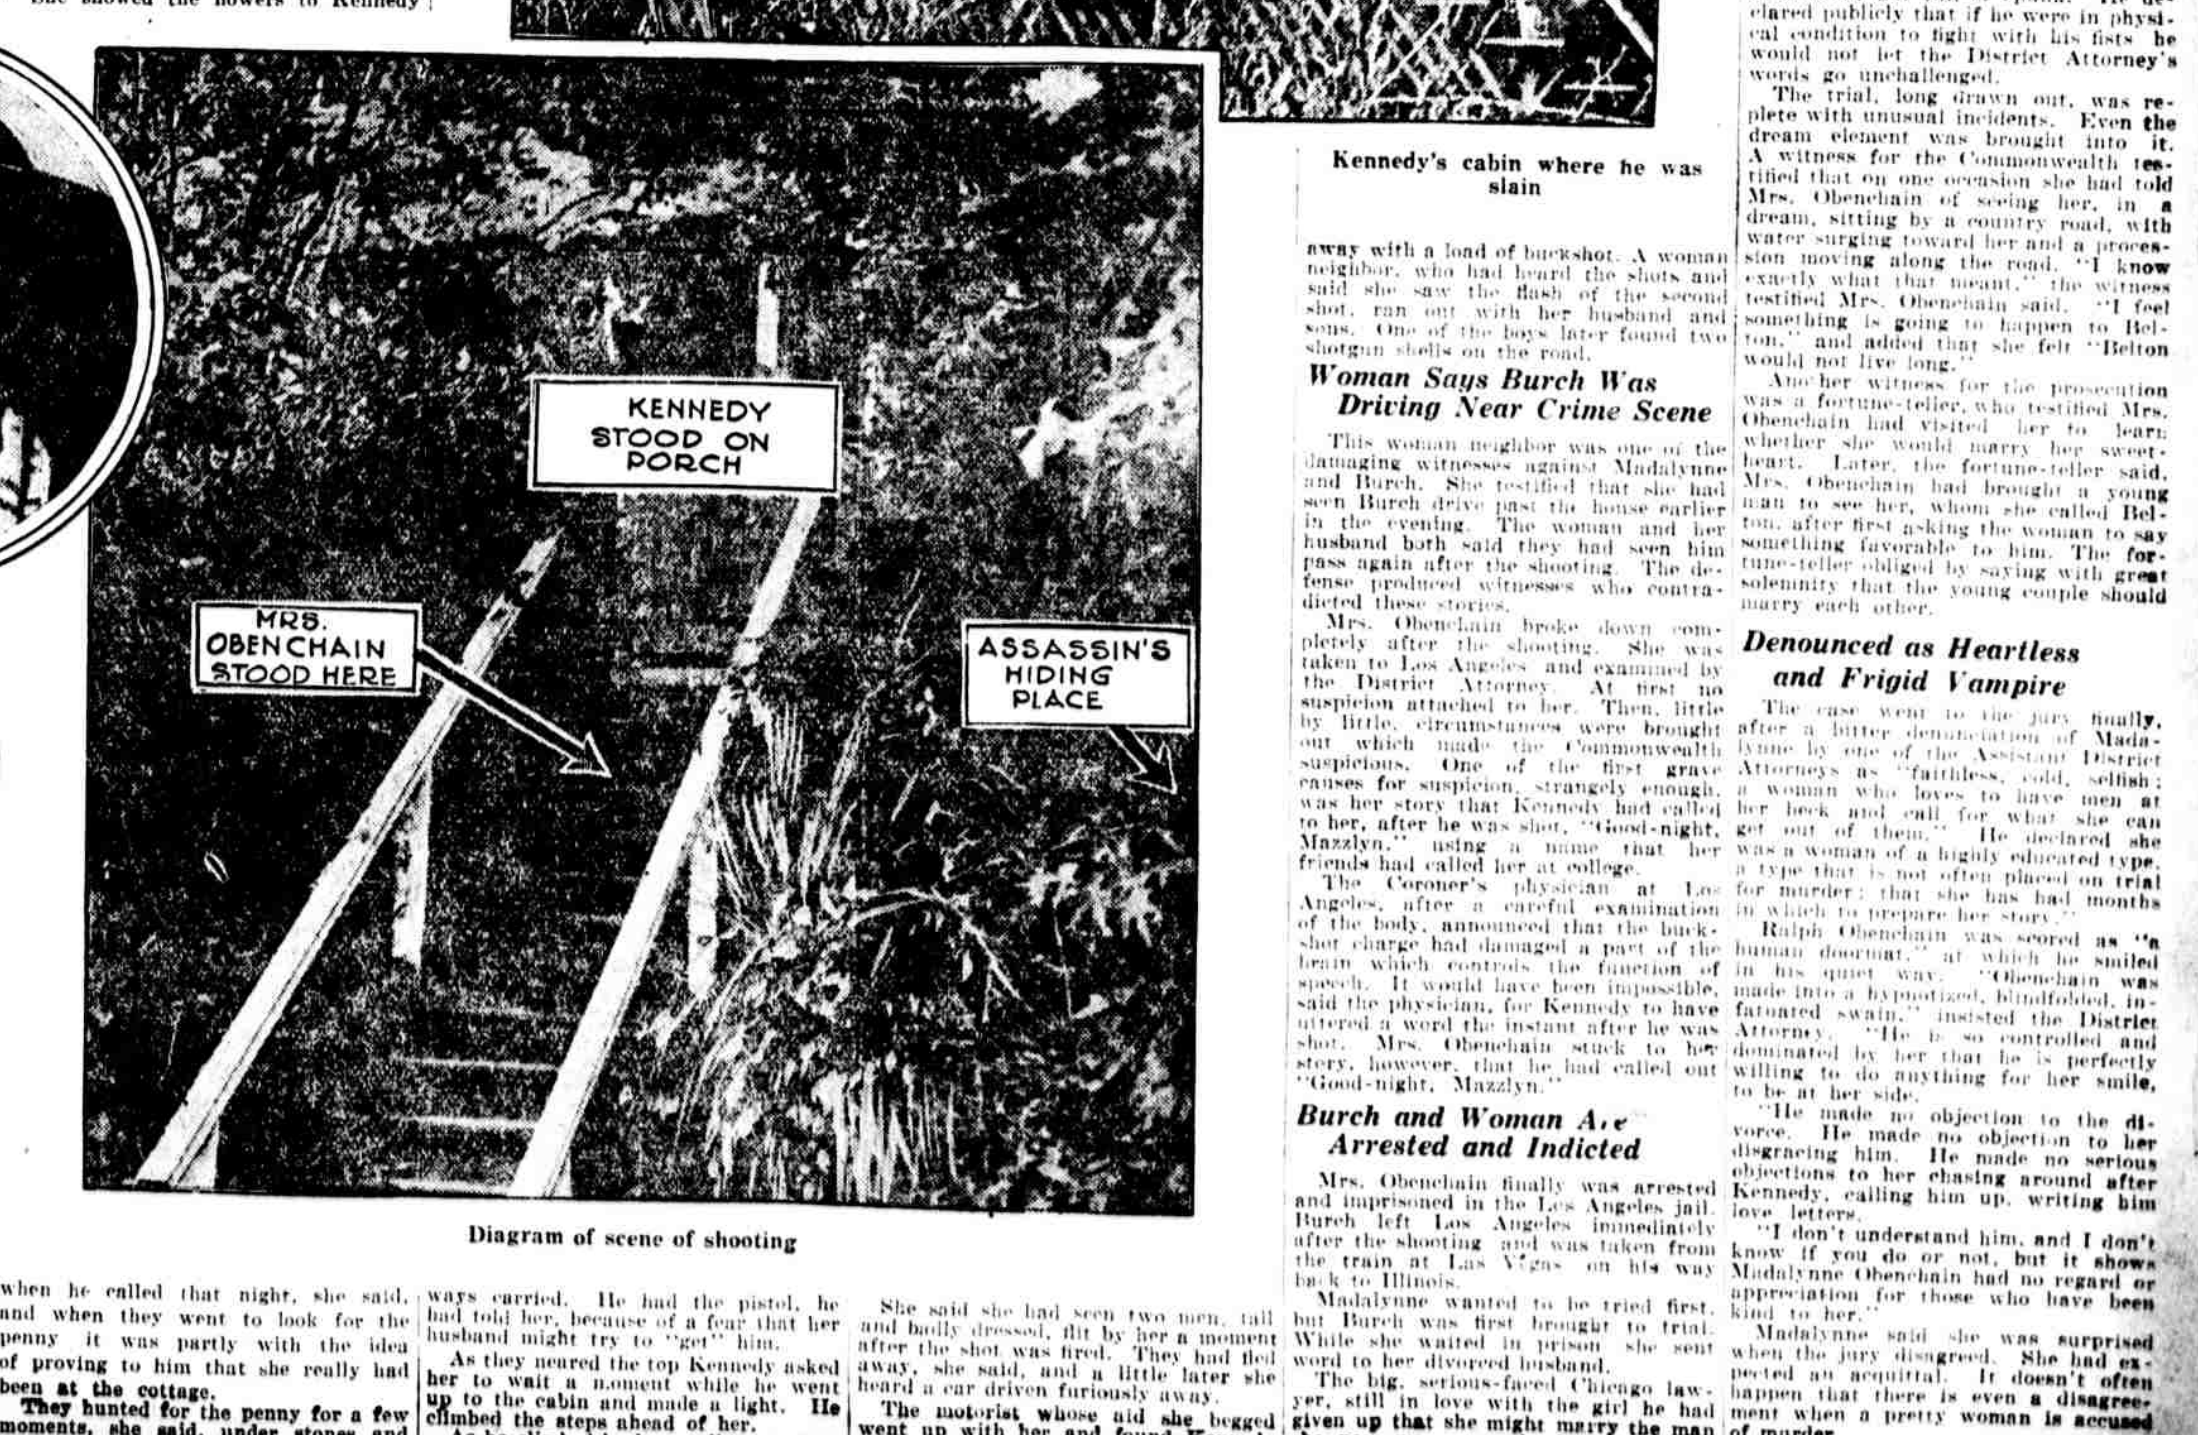 She showed the flowers to Kennedy
KENNEDY
STOOD ON
PORCH
MRS.
OBENCHAIN
STOOD HERE
ASSASSIN'S
HIDING
PLACE
Diagram of scene of shooting
when he called that night, she said,
and when they went to look for the
penny it was partly with the idea
of proving to him that she really had
been at the cottage.
They hunted for the penny for a few
moments, she said, under stones and
ways carried. He had the pistol, he
had told her, because of a fear that her
husband might try to "get" him.
As they neared the top Kennedy asked
her to wait a moment while he went
up to the cabin and made a light. He
climbed the steps ahead of her.
She said she had seen two men, tall
and badly dressed, flit by her a moment
after the shot was fired. They had fled
away, she said, and a little later she
heard a car driven furiously away.
The motorist whose aid she begged
went up with her and found
Kennedy's cabin where he was
slain
away with a load of buckshot. A woman
neighbor, who had heard the shots and
said she saw the flash of the second
shot, ran out with her husband and
sons. One of the boys later found two
shotgun shells on the road.
Woman Says Burch Was
Driving Near Crime Scene
This woman neighbor was one of the
damaging witnesses against Madalynne
and Burch. She testified that she had
seen Burch drive past the house earlier
in the evening. The woman and her
husband both said they had seen him
pass again after the shooting. The de-
fense produced witnesses who contra-
dicted these stories.
Mrs. Obenchain broke down com-
pletely after the shooting. She was
taken to Los Angeles and examined by
the District Attorney. At first no
suspicion attached to her. Then, little
by little, circumstances were brought
out which made the Commonwealth
suspicious. One of the first grave
causes for suspicion, strangely enough,
was her story that Kennedy had called
to her, after he was shot, "Good-night,
Mazzlyn," using a name that her
friends had called her at college.
The Coroner's physician at Los
Angeles, after a careful examination
of the body, announced that the buck-
shot charge had damaged a part of the
brain which controls the function of
speech. It would have been impossible,
said the physician, for Kennedy to have
uttered a word the instant after he was
shot. Mrs. Obenchain stuck to her
story, however, that he had called out
"Good-night, Mazzlyn."
Burch and Woman Are
Arrested and Indicted
Mrs. Obenchain finally was arrested
and imprisoned in the Los Angeles jail.
Burch left Los Angeles immediately
after the shooting and was taken from
the train at Las Vegas on his way
back to Illinois.
Madalynne wanted to be tried first,
but Burch was first brought to trial.
While she waited in prison she sent
word to her divorced husband.
The big, serious-faced Chicago law-
yer, still in love with the girl he had
given up that she might marry the man
clared publicly that if he were in physi-
cal condition to fight with his fists he
would not let the District Attorney's
words go unchallenged.
The trial, long drawn out, was re-
plete with unusual incidents. Even the
dream element was brought into it.
A witness for the Commonwealth tes-
tified that on one occasion she had told
Mrs. Obenchain of seeing her, in a
dream, sitting by a country road, with
water surging toward her and a proces-
sion moving along the road. "I know
exactly what that meant," the witness
testified Mrs. Obenchain said. "I feel
something is going to happen to Bel-
ton," and added that she felt "Belton
would not live long."
Another witness for the prosecution
was a fortune-teller, who testified Mrs.
Obenchain had visited her to learn
whether she would marry her sweet-
heart. Later, the fortune-teller said,
Mrs. Obenchain had brought a young
man to see her, whom she called Bel-
ton, after first asking the woman to say
something favorable to him. The for-
tune-teller obliged by saying with great
solemnity that the young couple should
marry each other.
Denounced as Heartless
and Frigid Vampire
The case went to the jury finally,
after a bitter denunciation of Mada-
lynne by one of the Assistant District
Attorneys as "faithless, cold, selfish;
a woman who loves to have men at
her beck and call for what she can
get out of them." He declared she
was a woman of a highly educated type,
a type that is not often placed on trial
for murder; that she has had months
in which to prepare her story."
Ralph Obenchain was scored as "a
human doormat," at which he smiled
in his quiet way. "Obenchain was
made into a hypnotized, blindfolded, in-
fatuated swain," insisted the District
Attorney. "He is so controlled and
dominated by her that he is perfectly
willing to do anything for her smile,
to be at her side.
"He made no objection to the di-
vorce. He made no objection to her
disgracing him. He made no serious
objections to her chasing around after
Kennedy, calling him up, writing him
love letters.
"I don't understand him, and I don't
know if you do or not, but it shows
Madalynne Obenchain had no regard or
appreciation for those who have been
kind to her."
Madalynne said she was surprised
when the jury disagreed. She had ex-
pected an acquittal. It doesn't often
happen that there is even a disagree-
ment when a pretty woman is accused
of murder.